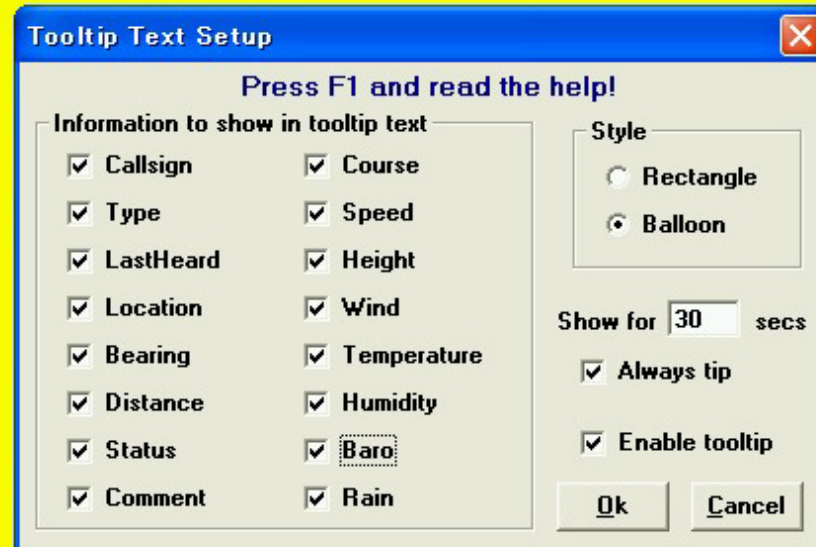 Tooltip Text Setup
Press F1 and read the help!
Information to show in tooltip text
Callsign
Type
LastHeard
Location
Bearing
Distance
Status
Comment
Course
Speed
Height
Wind
Temperature
Humidity
Baro
Rain
Style
Rectangle
Balloon
Show for 30 secs
Always tip
Enable tooltip
Ok Cancel